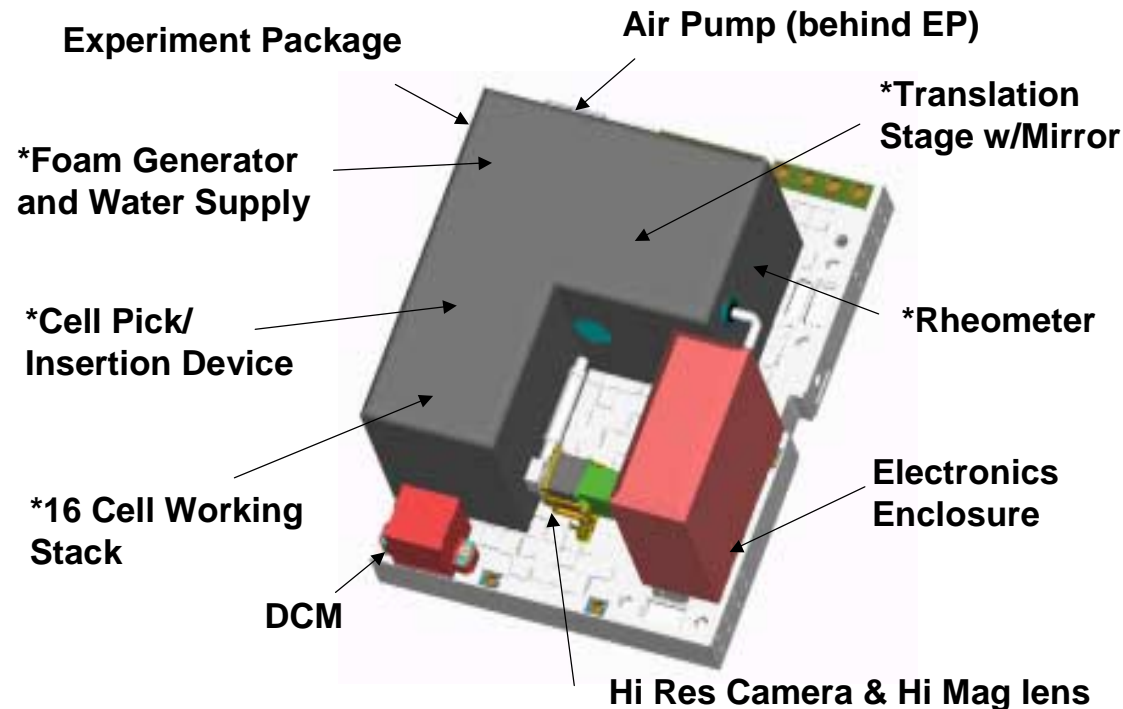 Experiment Package
Air Pump (behind EP)
*Translation
Stage w/Mirror
*Foam Generator
and Water Supply
*Cell Pick/
Insertion Device
*Rheometer
*16 Cell Working
Stack
Electronics
Enclosure
DCM
Hi Res Camera & Hi Mag lens